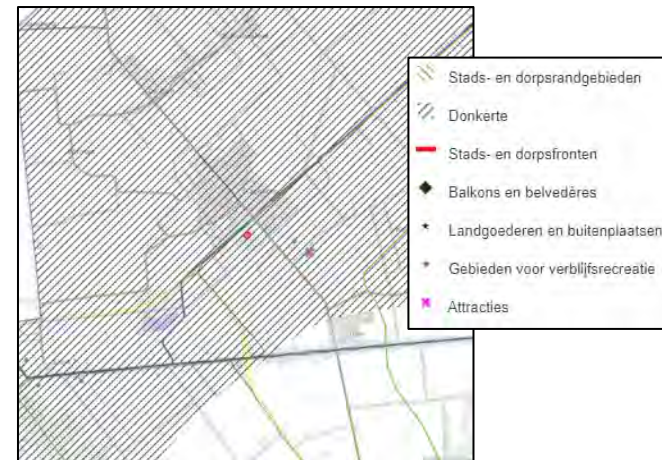 Stads- en dorpsrandgebieden
Donkerte
Stads- en dorpsfronten
Balkons en belvedères
Landgoederen en buitenplaatsen
Gebieden voor verblijfsrecreatie
Attracties